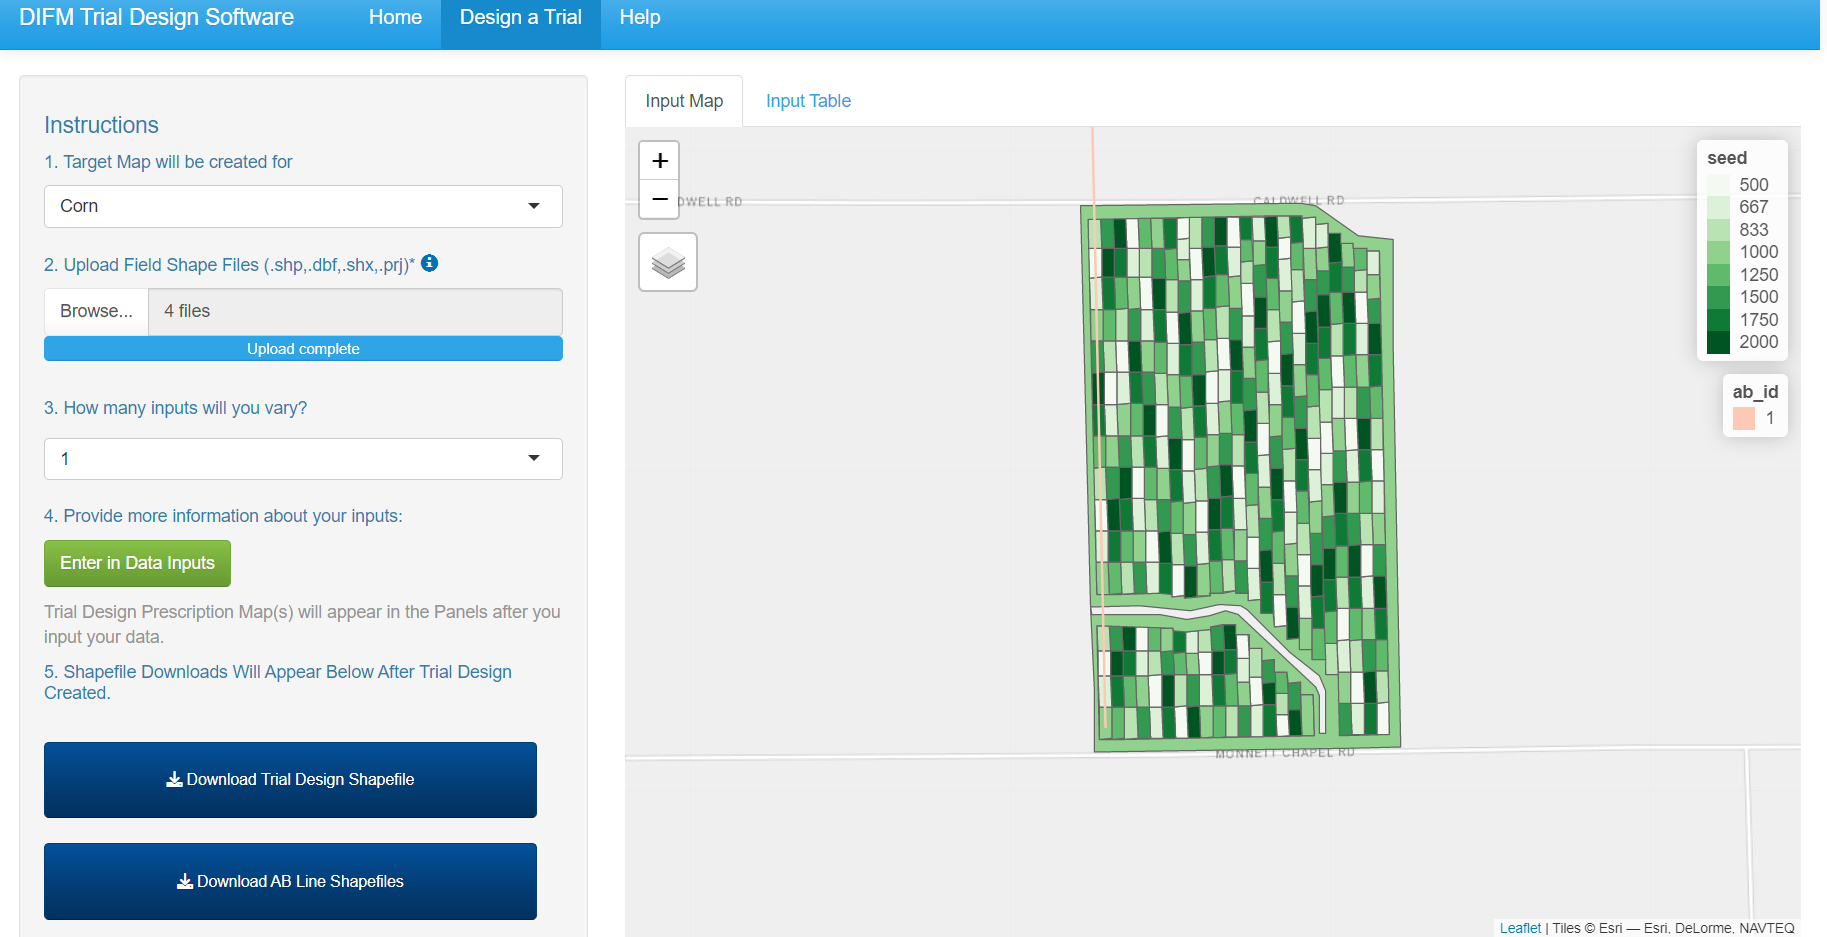 DIFM Trial Design Software
Home
Design a Trial
Help
Instructions
1. Target Map will be created for
Corn
2. Upload Field Shape Files (.shp,.dbf,.shx,.prj)*
Browse...
4 files
Upload complete
3. How many inputs will you vary?
1
4. Provide more information about your inputs:
Enter in Data Inputs
Trial Design Prescription Map(s) will appear in the Panels after you
input your data.
5. Shapefile Downloads Will Appear Below After Trial Design
Created.
Download Trial Design Shapefile
Download AB Line Shapefiles
Input Map
Input Table
+
−
DWELL RD
CALDWELL RD
MONNETT CHAPEL RD
seed
500
667
833
1000
1250
1500
1750
2000
ab_id
1
Leaflet | Tiles © Esri — Esri, DeLorme, NAVTEQ